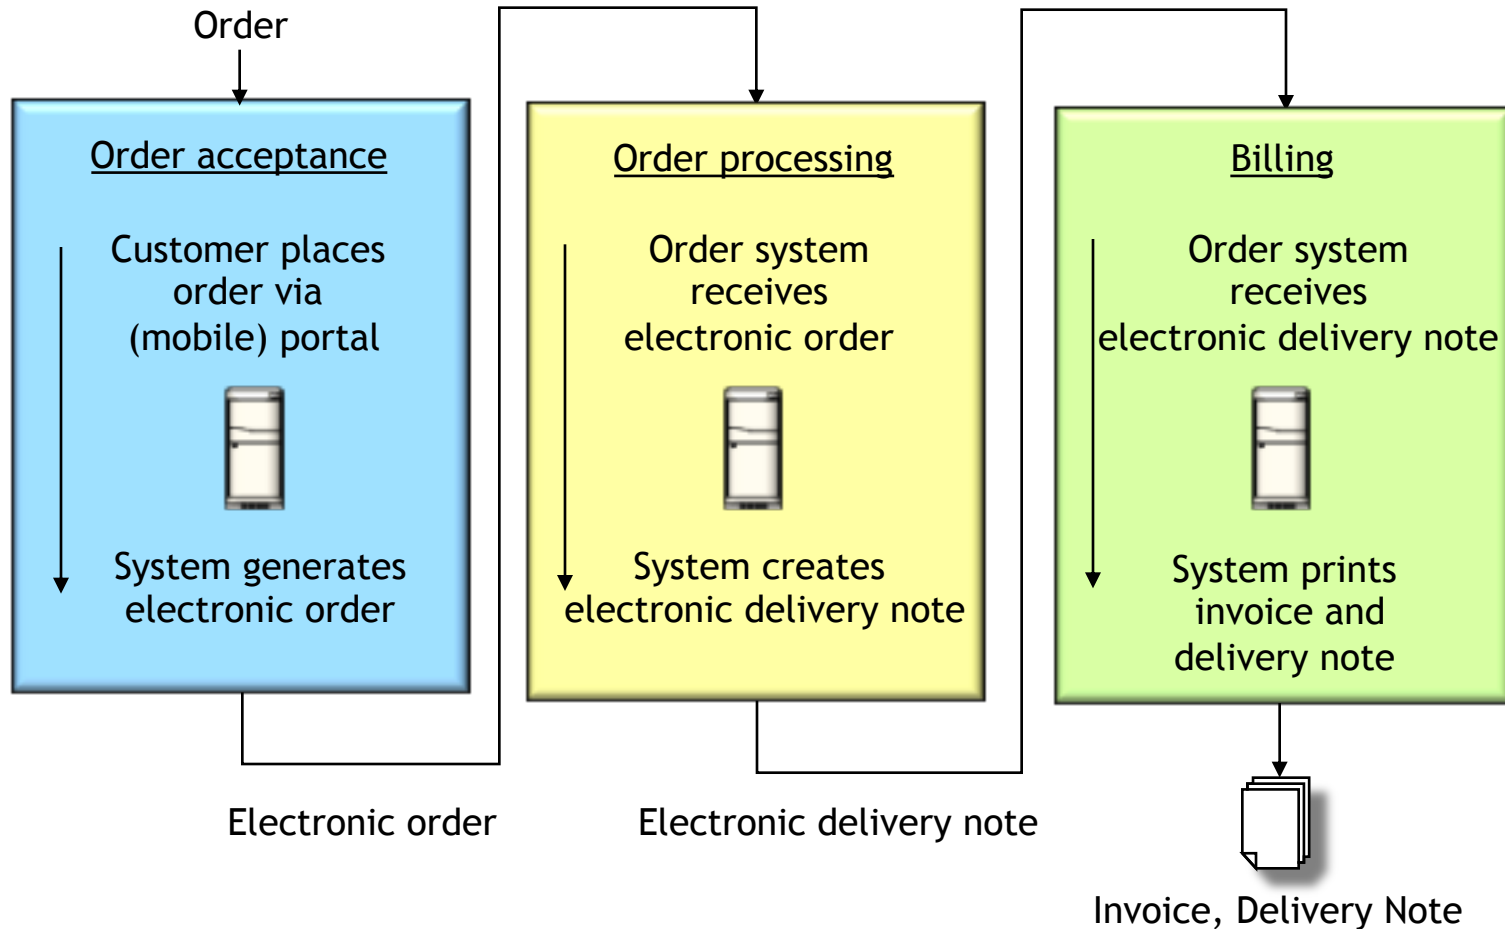 Order
Order acceptance
Customer places
order via
(mobile) portal
System generates
electronic order
Electronic order
Order processing
Order system
receives
electronic order
System creates
electronic delivery note
Electronic delivery note
Billing
Order system
receives
electronic delivery note
System prints
invoice and
delivery note
Invoice, Delivery Note